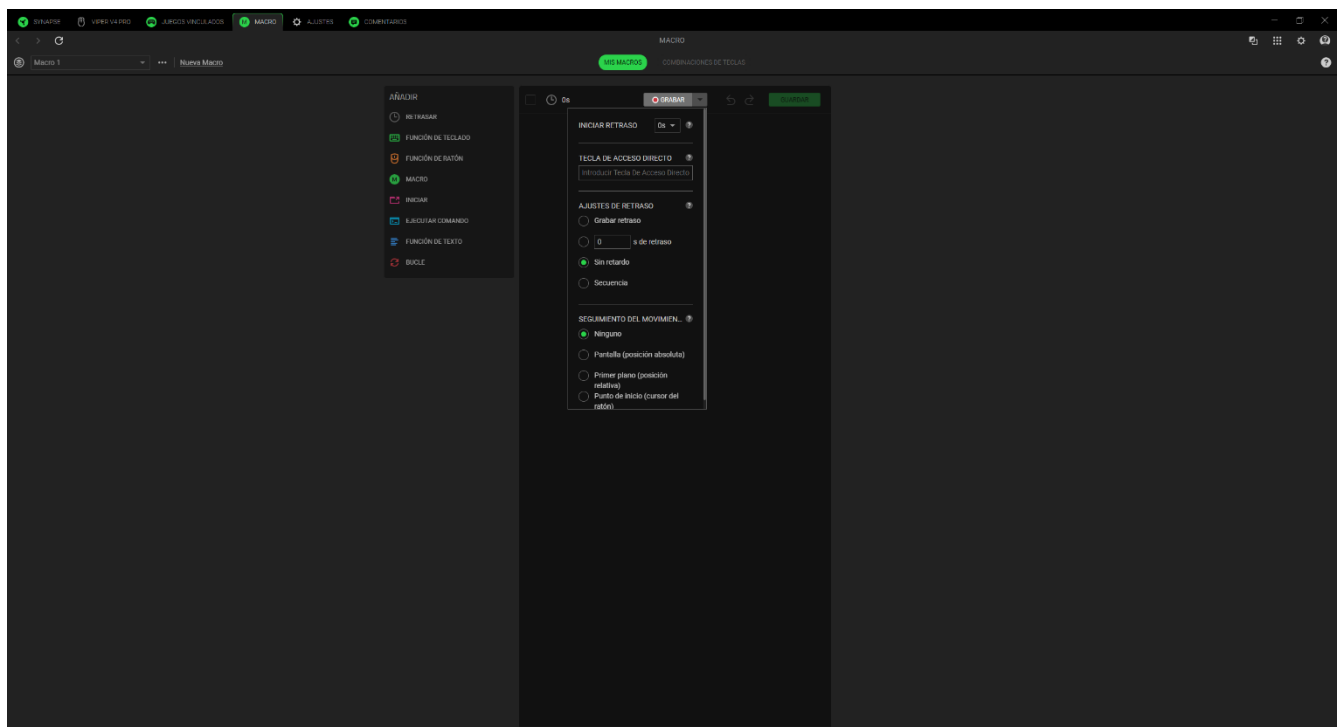 SYNAPSE
VIPER V4 PRO
JUEGOS VINCULADOS
MACRO
AJUSTES
COMENTARIOS
MACRO
Macro 1
Nueva Macro
MIS MACROS
COMBINACIONES DE TECLAS
AÑADIR
RETRASAR
FUNCIÓN DE TECLADO
FUNCIÓN DE RATÓN
MACRO
INICIAR
EJECUTAR COMANDO
FUNCIÓN DE TEXTO
BUCLE
0s
GRABAR
GUARDAR
INICIAR RETRASO
0s
TECLA DE ACCESO DIRECTO
Introducir Tecla De Acceso Directo
AJUSTES DE RETRASO
Grabar retraso
0 s de retraso
Sin retardo
Secuencia
SEGUIMIENTO DEL MOVIMIEN...
Ninguno
Pantalla (posición absoluta)
Primer plano (posición
relativa)
Punto de inicio (cursor del
ratón)